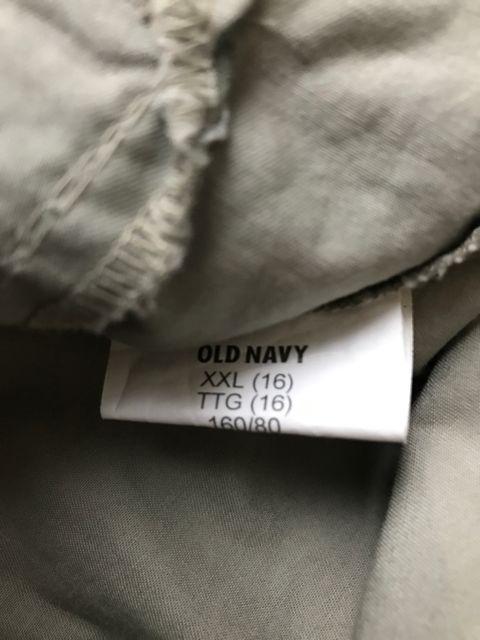 OLD NAVY
XXL (16)
TTG (16)
160/80